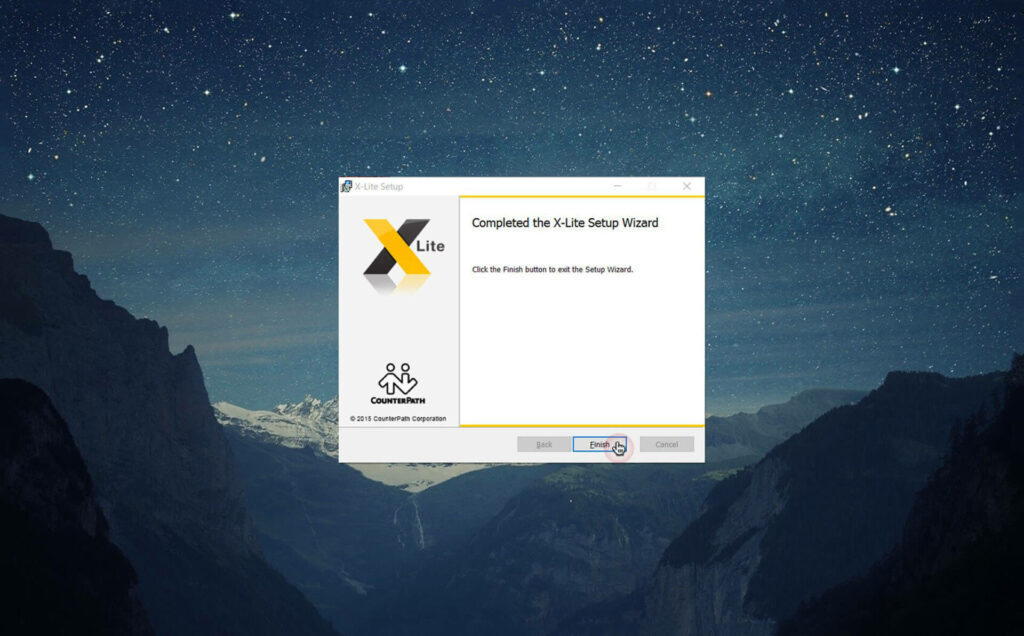 X-Lite Setup
Lite
Completed the X-Lite Setup Wizard
Click the Finish button to exit the Setup Wizard.
COUNTERPATH
© 2015 CounterPath Corporation
Back
Finish
Cancel